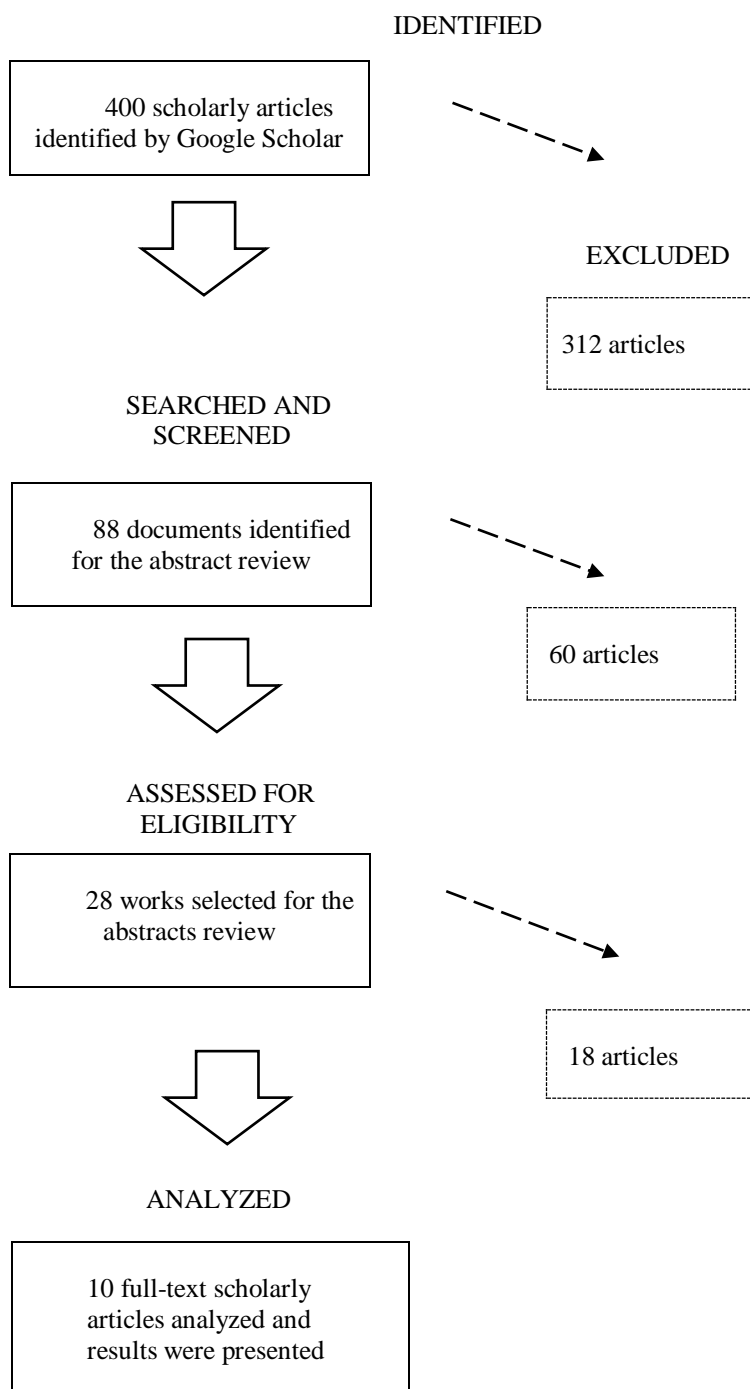 IDENTIFIED
400 scholarly articles
identified by Google Scholar
EXCLUDED
312 articles
SEARCHED AND
SCREENED
88 documents identified
for the abstract review
60 articles
ASSESSED FOR
ELIGIBILITY
28 works selected for the
abstracts review
18 articles
ANALYZED
10 full-text scholarly
articles analyzed and
results were presented